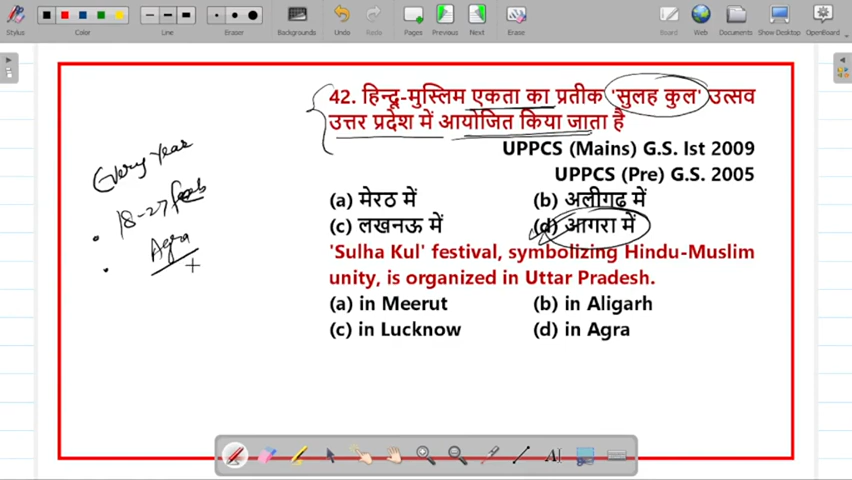 Stylus
Color
Line
Eraser
Backgrounds
Undo
Redo
Pages
Previous
Next
Erase
Board
Web
Documents
Show Desktop
OpenBoard
42. हिन्दू-मुस्लिम एकता का प्रतीक 'सुलह कुल' उत्सव
उत्तर प्रदेश में आयोजित किया जाता है
UPPCS (Mains) G.S. Ist 2009
UPPCS (Pre) G.S. 2005
(a) मेरठ में (b) अलीगढ में
(c) लखनऊ में (d) आगरा में
'Sulha Kul' festival, symbolizing Hindu-Muslim
unity, is organized in Uttar Pradesh.
(a) in Meerut (b) in Aligarh
(c) in Lucknow (d) in Agra
Every Year
18-27 Feb
Agra